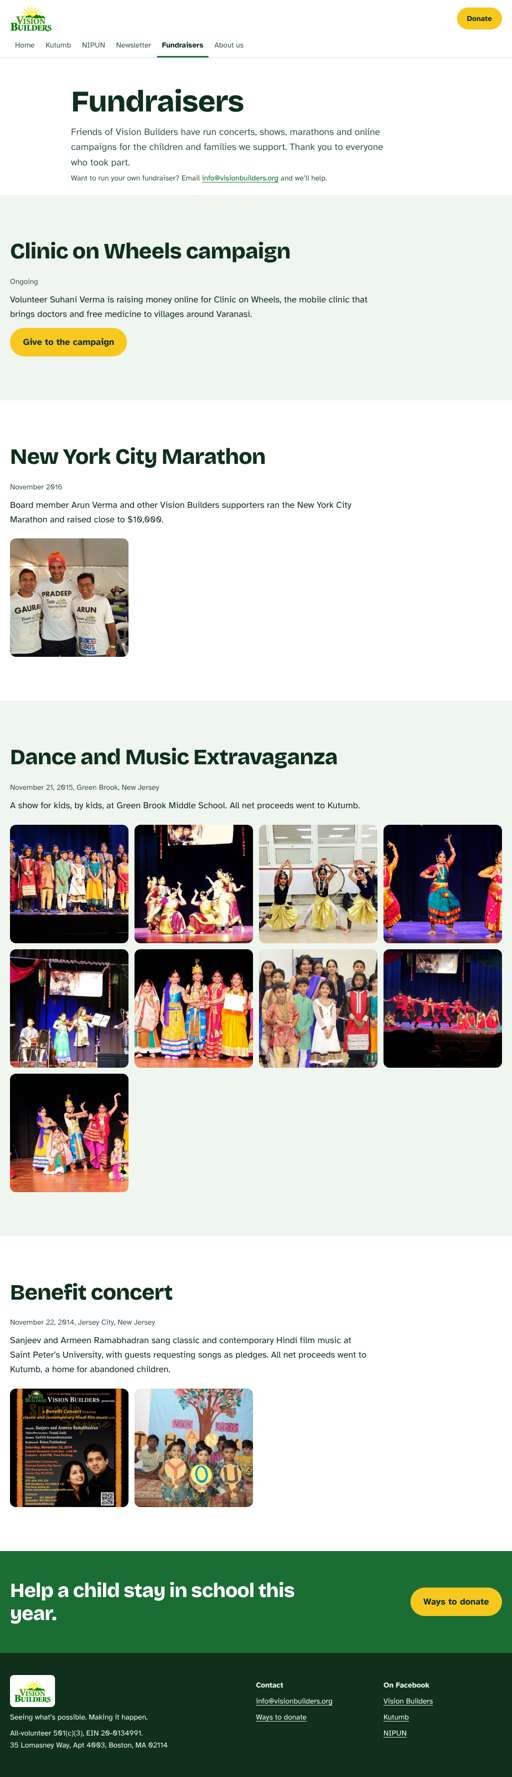 VISION
BUILDERS
Donate
Home Kutumb NIPUN Newsletter Fundraisers About us
Fundraisers
Friends of Vision Builders have run concerts, shows, marathons and online
campaigns for the children and families we support. Thank you to everyone
who took part.
Want to run your own fundraiser? Email info@visionbuilders.org and we'll help.
Clinic on Wheels campaign
Ongoing
Volunteer Suhani Verma is raising money online for Clinic on Wheels, the mobile clinic that
brings doctors and free medicine to villages around Varanasi.
Give to the campaign
New York City Marathon
November 2016
Board member Arun Verma and other Vision Builders supporters ran the New York City
Marathon and raised close to $10,000.
GAURAV
PRADEEP
ARUN
Dance and Music Extravaganza
November 21, 2015, Green Brook, New Jersey
A show for kids, by kids, at Green Brook Middle School. All net proceeds went to Kutumb.
Benefit concert
November 22, 2014, Jersey City, New Jersey
Sanjeev and Armeen Ramabhadran sang classic and contemporary Hindi film music at
Saint Peter's University, with guests requesting songs as pledges. All net proceeds went to
Kutumb, a home for abandoned children.
VISION BUILDERS
Help a child stay in school this
year.
Ways to donate
VISION
BUILDERS
Seeing what's possible. Making it happen.
All-volunteer 501(c)(3), EIN 20-0134991.
35 Lomasney Way, Apt 4003, Boston, MA 02114
Contact
info@visionbuilders.org
Ways to donate
On Facebook
Vision Builders
Kutumb
NIPUN